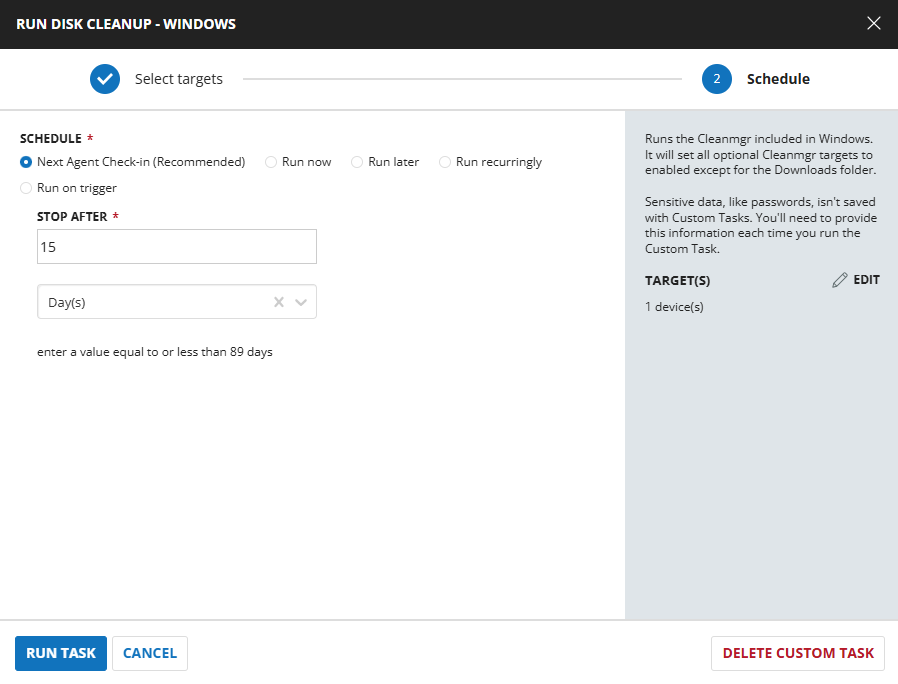 RUN DISK CLEANUP - WINDOWS
Select targets
2
Schedule
SCHEDULE *
Next Agent Check-in (Recommended)
Run now
Run later
Run recurringly
Run on trigger
STOP AFTER *
15
Day(s)
enter a value equal to or less than 89 days
Runs the Cleanmgr included in Windows.
It will set all optional Cleanmgr targets to
enabled except for the Downloads folder.
Sensitive data, like passwords, isn't saved
with Custom Tasks. You'll need to provide
this information each time you run the
Custom Task.
TARGET(S)
EDIT
1 device(s)
RUN TASK
CANCEL
DELETE CUSTOM TASK